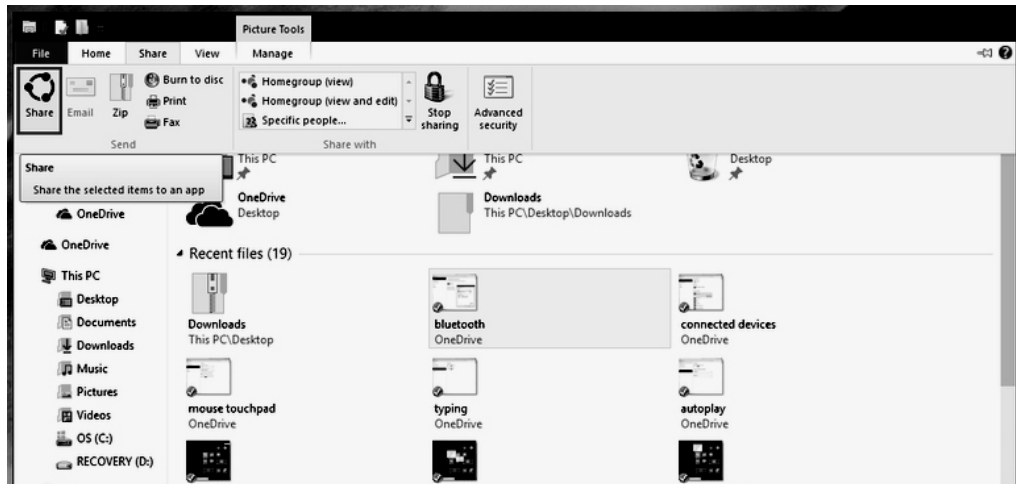 Picture Tools
File Home Share View Manage
Share
Email
Zip
Burn to disc
Print
Fax
Send
Homegroup (view)
Homegroup (view and edit)
Specific people...
Share with
Stop
sharing
Advanced
security
Share
Share the selected items to an app
This PC
This PC
Desktop
OneDrive
Desktop
Downloads
This PC\Desktop\Downloads
OneDrive
OneDrive
This PC
Desktop
Documents
Downloads
Music
Pictures
Videos
OS (C:)
RECOVERY (D:)
Recent files (19)
Downloads
This PC\Desktop
bluetooth
OneDrive
connected devices
OneDrive
mouse touchpad
OneDrive
typing
OneDrive
autoplay
OneDrive